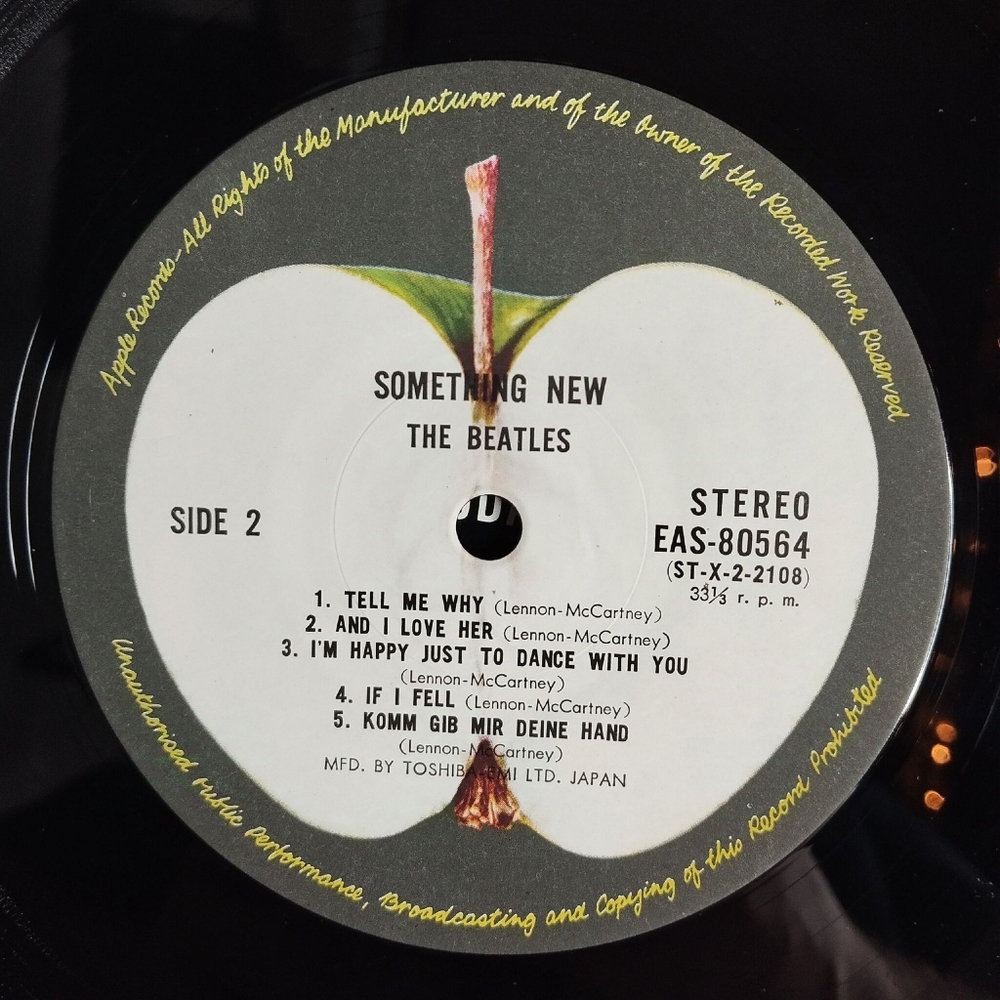 Apple Records-All Rights of the Manufacturer and of the Owner of the Recorded Work Reserved
SOMETHING NEW
THE BEATLES
SIDE 2
STEREO
EAS-80564
(ST-X-2-2108)
33⅓ r. p. m.
1. TELL ME WHY (Lennon-McCartney)
2. AND I LOVE HER (Lennon-McCartney)
3. I'M HAPPY JUST TO DANCE WITH YOU
(Lennon-McCartney)
4. IF I FELL (Lennon-McCartney)
5. KOMM GIB MIR DEINE HAND
(Lennon-McCartney)
MFD. BY TOSHIBA-EMI LTD. JAPAN
Unauthorised Public Performance, Broadcasting and Copying of this Record Prohibited